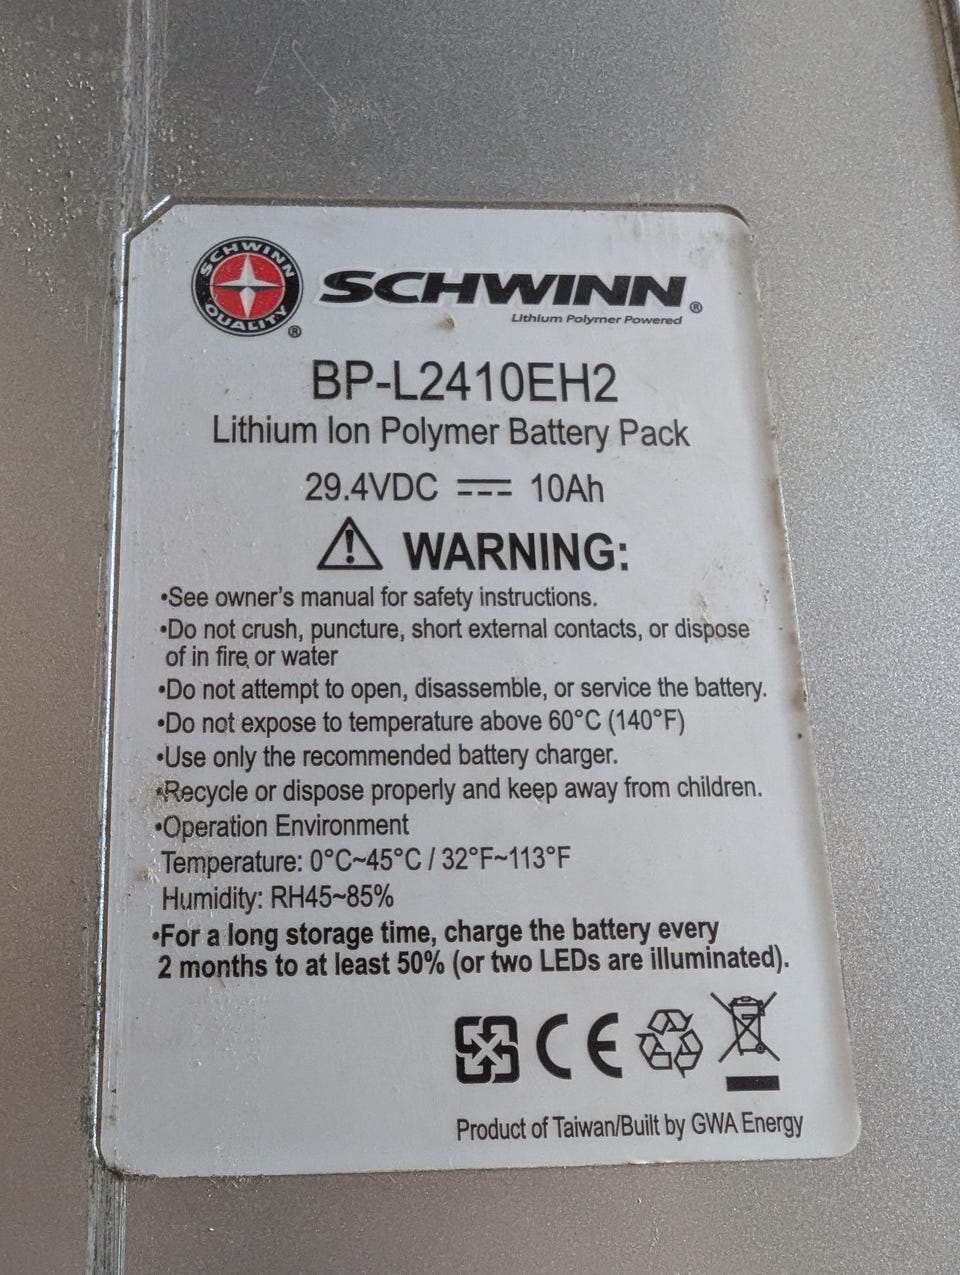 SCHWINN
QUALITY
®
SCHWINN®
Lithium Polymer Powered
BP-L2410EH2
Lithium Ion Polymer Battery Pack
29.4VDC ⎓ 10Ah
WARNING:
•See owner's manual for safety instructions.
•Do not crush, puncture, short external contacts, or dispose
of in fire or water
•Do not attempt to open, disassemble, or service the battery.
•Do not expose to temperature above 60°C (140°F)
•Use only the recommended battery charger.
•Recycle or dispose properly and keep away from children.
•Operation Environment
Temperature: 0°C~45°C / 32°F~113°F
Humidity: RH45~85%
•For a long storage time, charge the battery every
2 months to at least 50% (or two LEDs are illuminated).
CE
Product of Taiwan/Built by GWA Energy